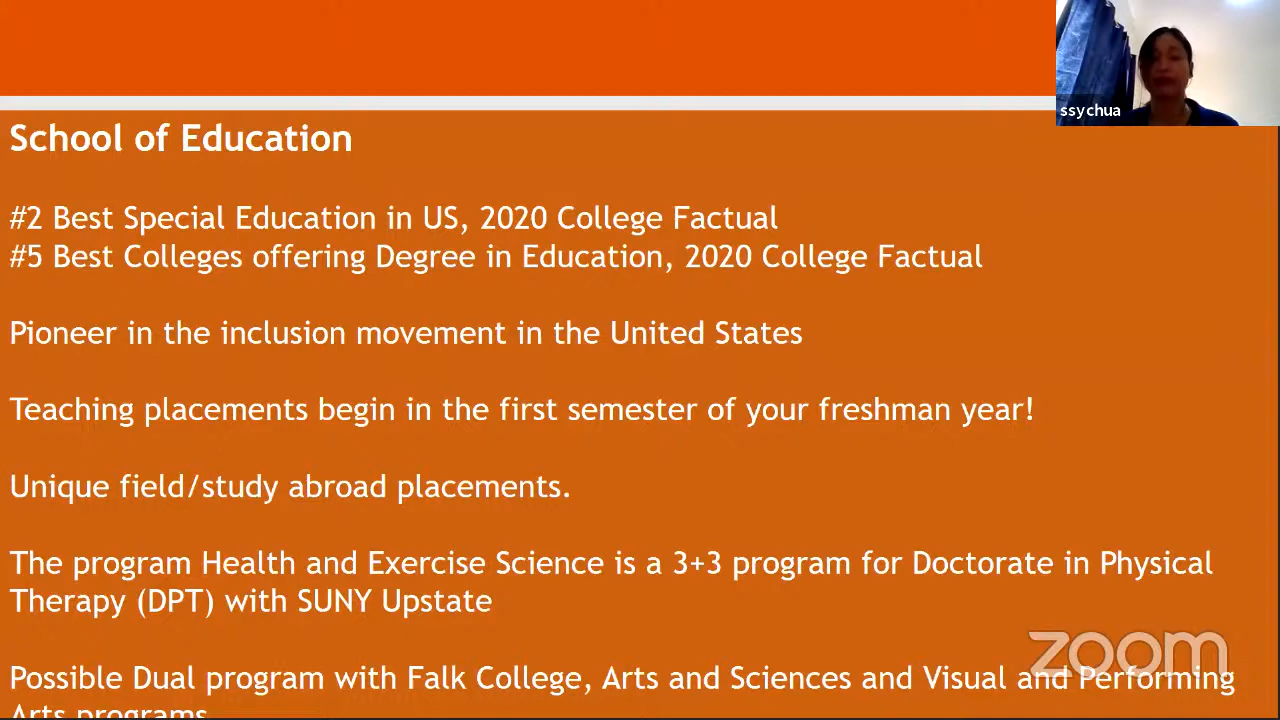 ssychua
School of Education
#2 Best Special Education in US, 2020 College Factual
#5 Best Colleges offering Degree in Education, 2020 College Factual
Pioneer in the inclusion movement in the United States
Teaching placements begin in the first semester of your freshman year!
Unique field/study abroad placements.
The program Health and Exercise Science is a 3+3 program for Doctorate in Physical
Therapy (DPT) with SUNY Upstate
Possible Dual program with Falk College, Arts and Sciences and Visual and Performing
Arts programs
zoom